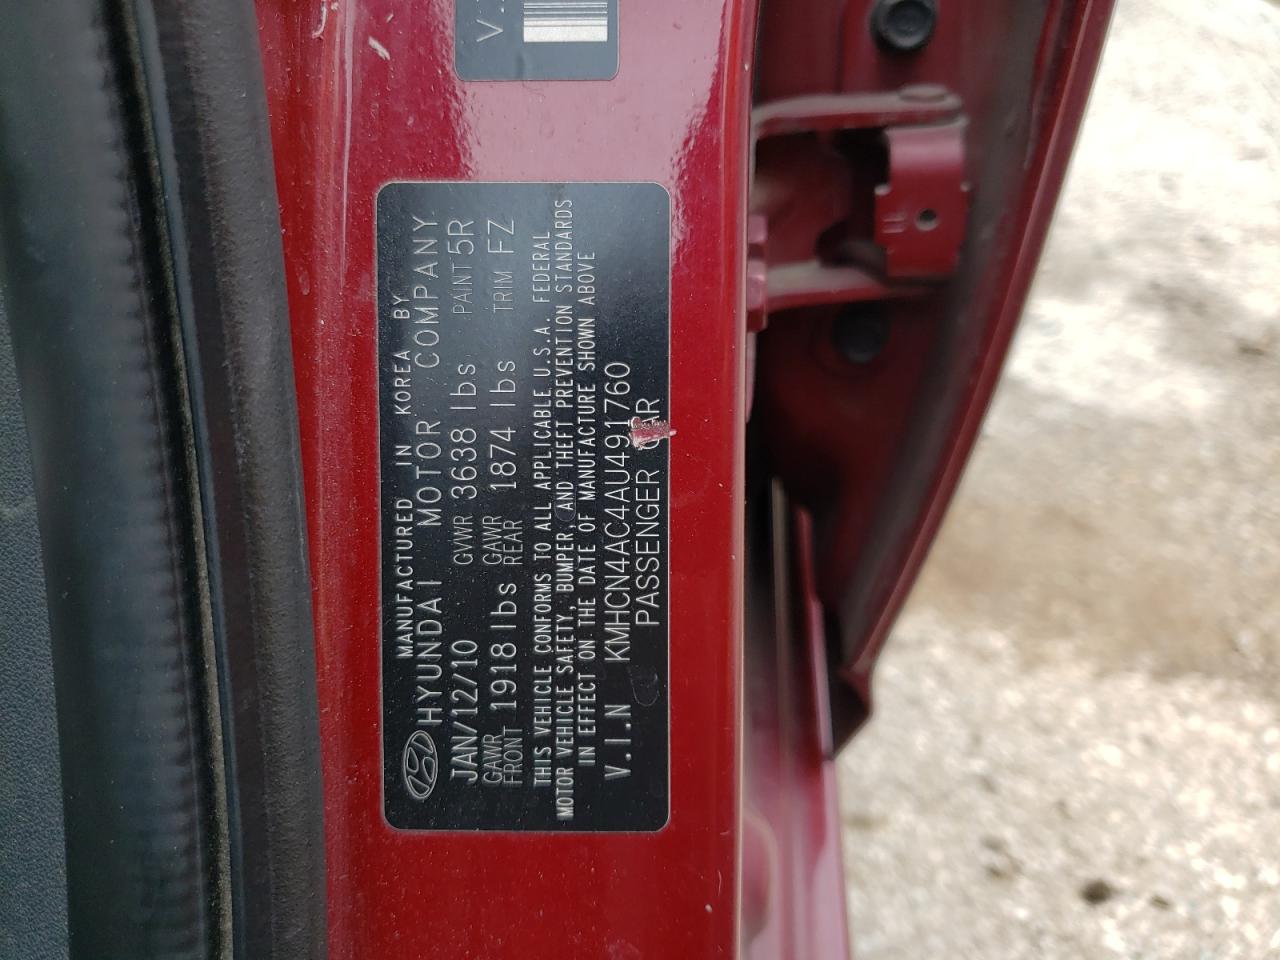 V.I
MANUFACTURED IN KOREA BY
HYUNDAI MOTOR COMPANY
JAN/12/10 GVWR 3638 lbs PAINT 5R
GAWR FRONT 1918 lbs GAWR REAR 1874 lbs TRIM FZ
THIS VEHICLE CONFORMS TO ALL APPLICABLE U.S.A. FEDERAL
MOTOR VEHICLE SAFETY, BUMPER, AND THEFT PREVENTION STANDARDS
IN EFFECT ON THE DATE OF MANUFACTURE SHOWN ABOVE
V.I.N KMHCN4AC4AU491760
PASSENGER CAR